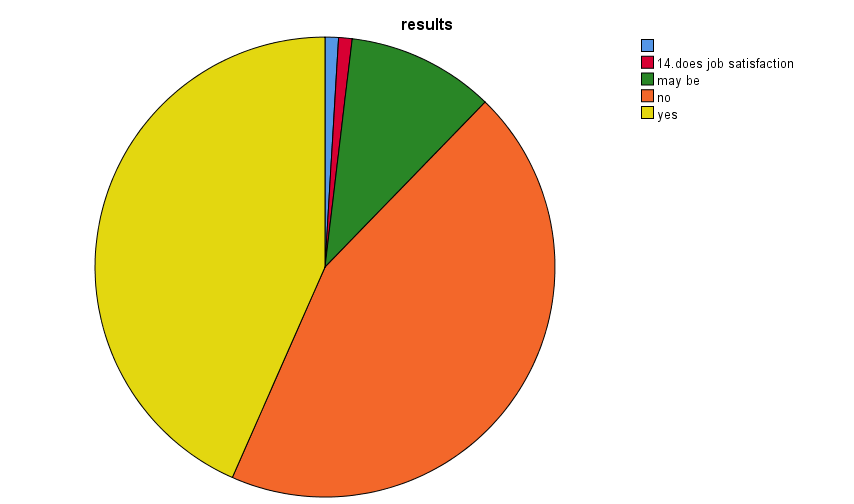 results
14.does job satisfaction
may be
no
yes